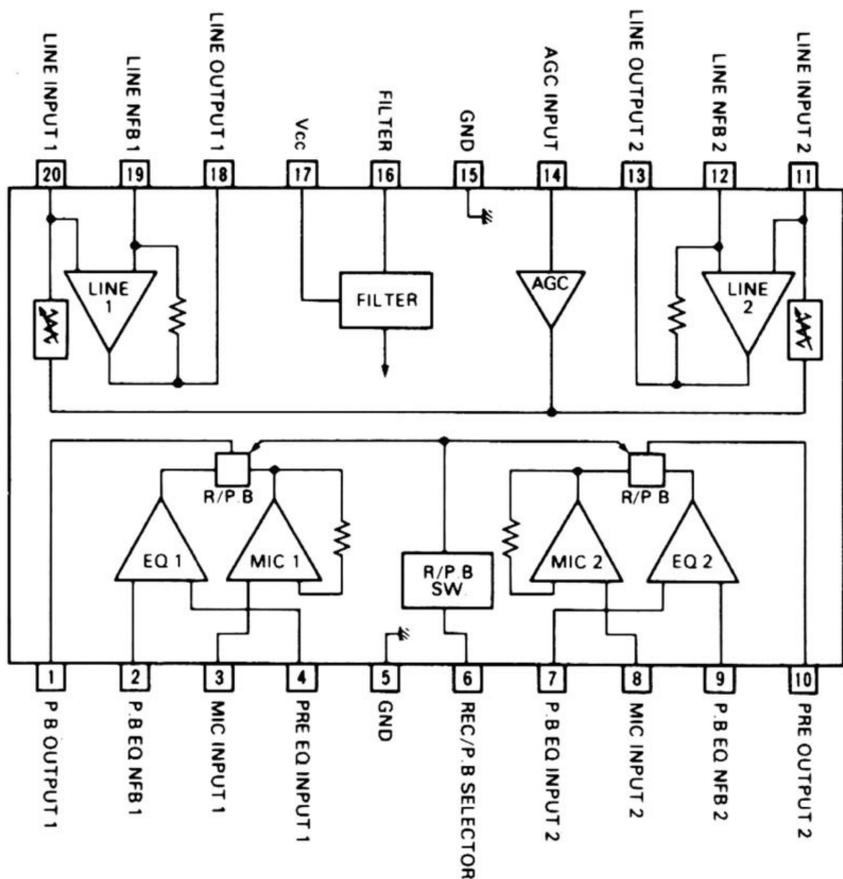 LINE INPUT 1
LINE NFB 1
LINE OUTPUT 1
Vcc
FILTER
GND
AGC INPUT
LINE OUTPUT 2
LINE NFB 2
LINE INPUT 2
20
19
18
17
16
15
14
13
12
11
LINE
1
FILTER
AGC
LINE
2
R/P.B
R/P.B
EQ 1
MIC 1
R/P.B
SW.
MIC 2
EQ 2
1
2
3
4
5
6
7
8
9
10
P B OUTPUT 1
P.B EQ NFB 1
MIC INPUT 1
PRE EQ INPUT 1
GND
REC/P.B SELECTOR
P.B EQ INPUT 2
MIC INPUT 2
P.B EQ NFB 2
PRE OUTPUT 2